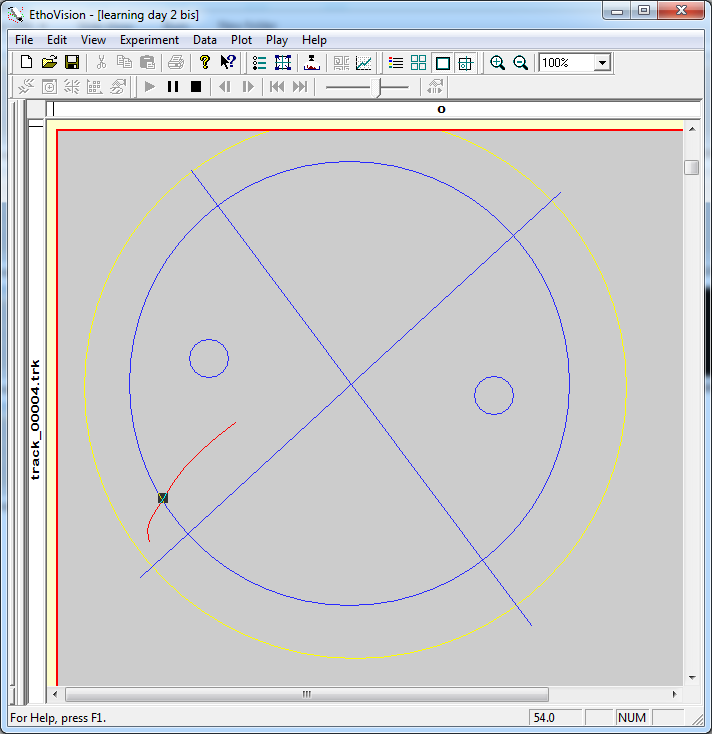 EthoVision - [learning day 2 bis]
File Edit View Experiment Data Plot Play Help
100%
O
track_00004.trk
For Help, press F1.
54.0
NUM